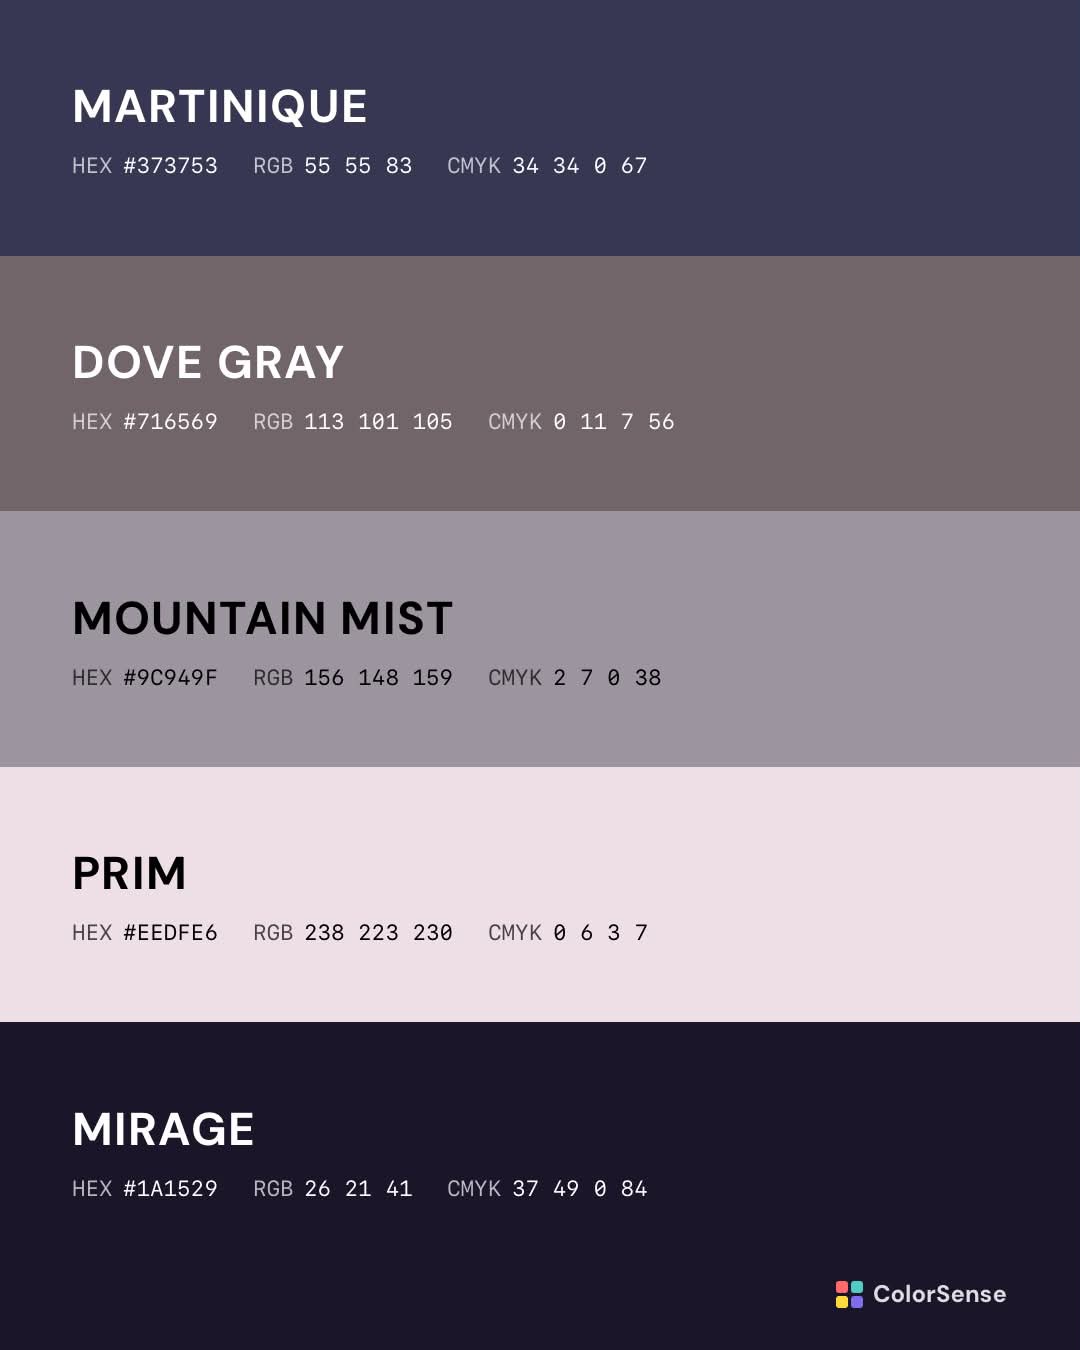 MARTINIQUE
HEX #373753 RGB 55 55 83 CMYK 34 34 0 67
DOVE GRAY
HEX #716569 RGB 113 101 105 CMYK 0 11 7 56
MOUNTAIN MIST
HEX #9C949F RGB 156 148 159 CMYK 2 7 0 38
PRIM
HEX #EEDFE6 RGB 238 223 230 CMYK 0 6 3 7
MIRAGE
HEX #1A1529 RGB 26 21 41 CMYK 37 49 0 84
ColorSense